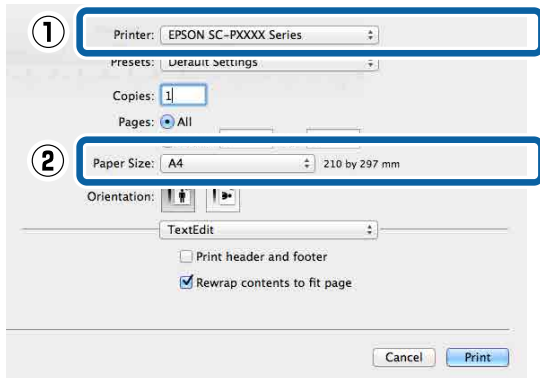 ① Printer: EPSON SC-PXXXX Series
Presets: Default Settings
Copies: 1
Pages: All
② Paper Size: A4 210 by 297 mm
Orientation:
TextEdit
Print header and footer
Rewrap contents to fit page
Cancel Print